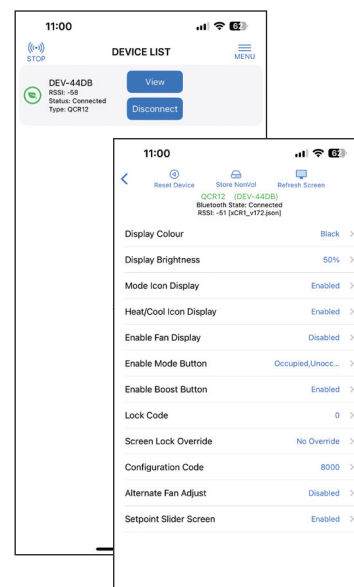 11:00 62
STOP DEVICE LIST MENU
DEV-44DB
RSSI: -58
Status: Connected
Type: QCR12
View
Disconnect
11:00 62
Reset Device Store NonVol Refresh Screen
QCR12 (DEV-44DB)
Bluetooth State: Connected
RSSI: -51 [xCR1_v172.json]
Display Colour Black >
Display Brightness 50% >
Mode Icon Display Enabled >
Heat/Cool Icon Display Enabled >
Enable Fan Display Disabled >
Enable Mode Button Occupied,Unocc... >
Enable Boost Button Enabled >
Lock Code 0 >
Screen Lock Override No Override >
Configuration Code 8000 >
Alternate Fan Adjust Disabled >
Setpoint Slider Screen Enabled >